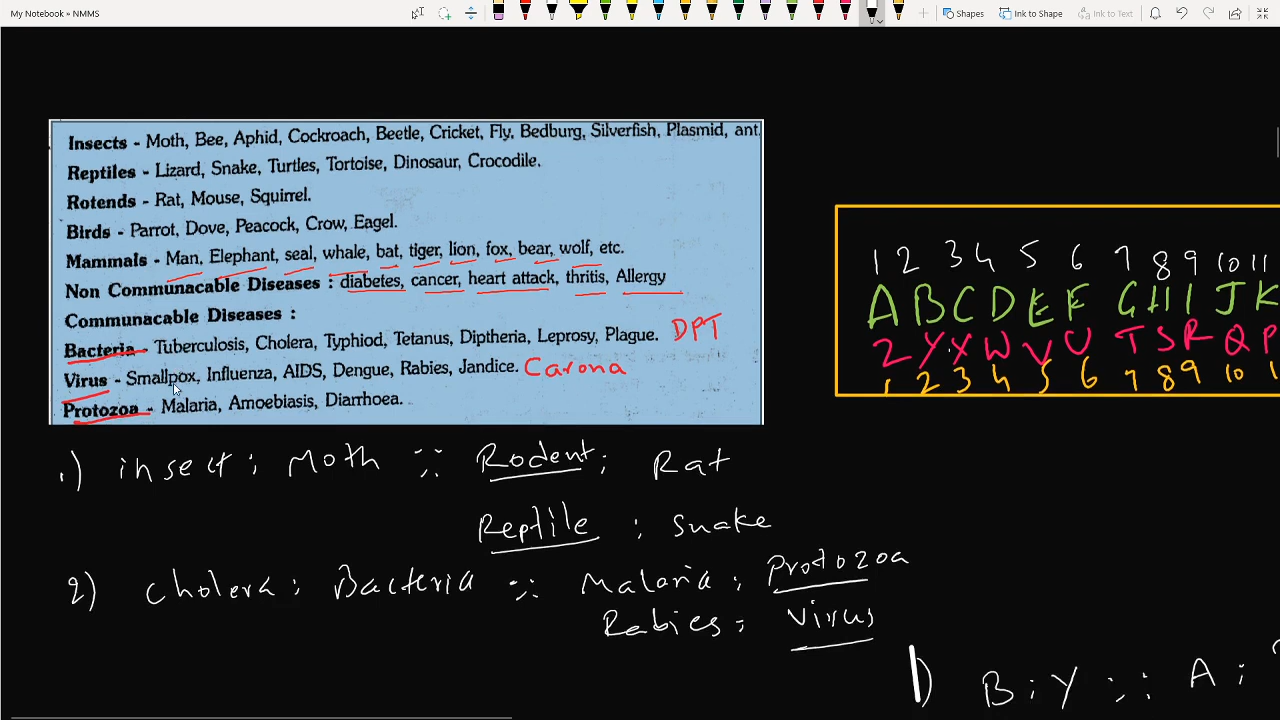 My Notebook » NMMS
Shapes Ink to Shape Ink to Text
Insects - Moth, Bee, Aphid, Cockroach, Beetle, Cricket, Fly, Bedburg, Silverfish, Plasmid, ant.
Reptiles - Lizard, Snake, Turtles, Tortoise, Dinosaur, Crocodile.
Rotends - Rat, Mouse, Squirrel.
Birds - Parrot, Dove, Peacock, Crow, Eagel.
Mammals - Man, Elephant, seal, whale, bat, tiger, lion, fox, bear, wolf, etc.
Non Communacable Diseases : diabetes, cancer, heart attack, thritis, Allergy
Communacable Diseases :
Bacteria - Tuberculosis, Cholera, Typhiod, Tetanus, Diptheria, Leprosy, Plague. DPT
Virus - Smallpox, Influenza, AIDS, Dengue, Rabies, Jandice. Carona
Protozoa - Malaria, Amoebiasis, Diarrhoea.
1 2 3 4 5 6 7 8 9 10 11
A B C D E F G H I J K
Z Y X W V U T S R Q P
1 2 3 4 5 6 7 8 9 10 1
1.) insect : Moth :: Rodent : Rat
Reptile : Snake
2) Cholera : Bacteria :: Malaria : Protozoa
Rabies : Virus
1) B : Y :: A :